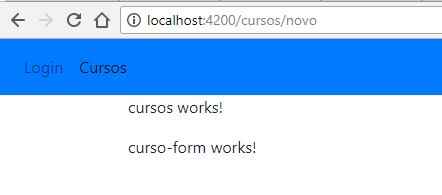 localhost:4200/cursos/novo
Login Cursos
cursos works!
curso-form works!